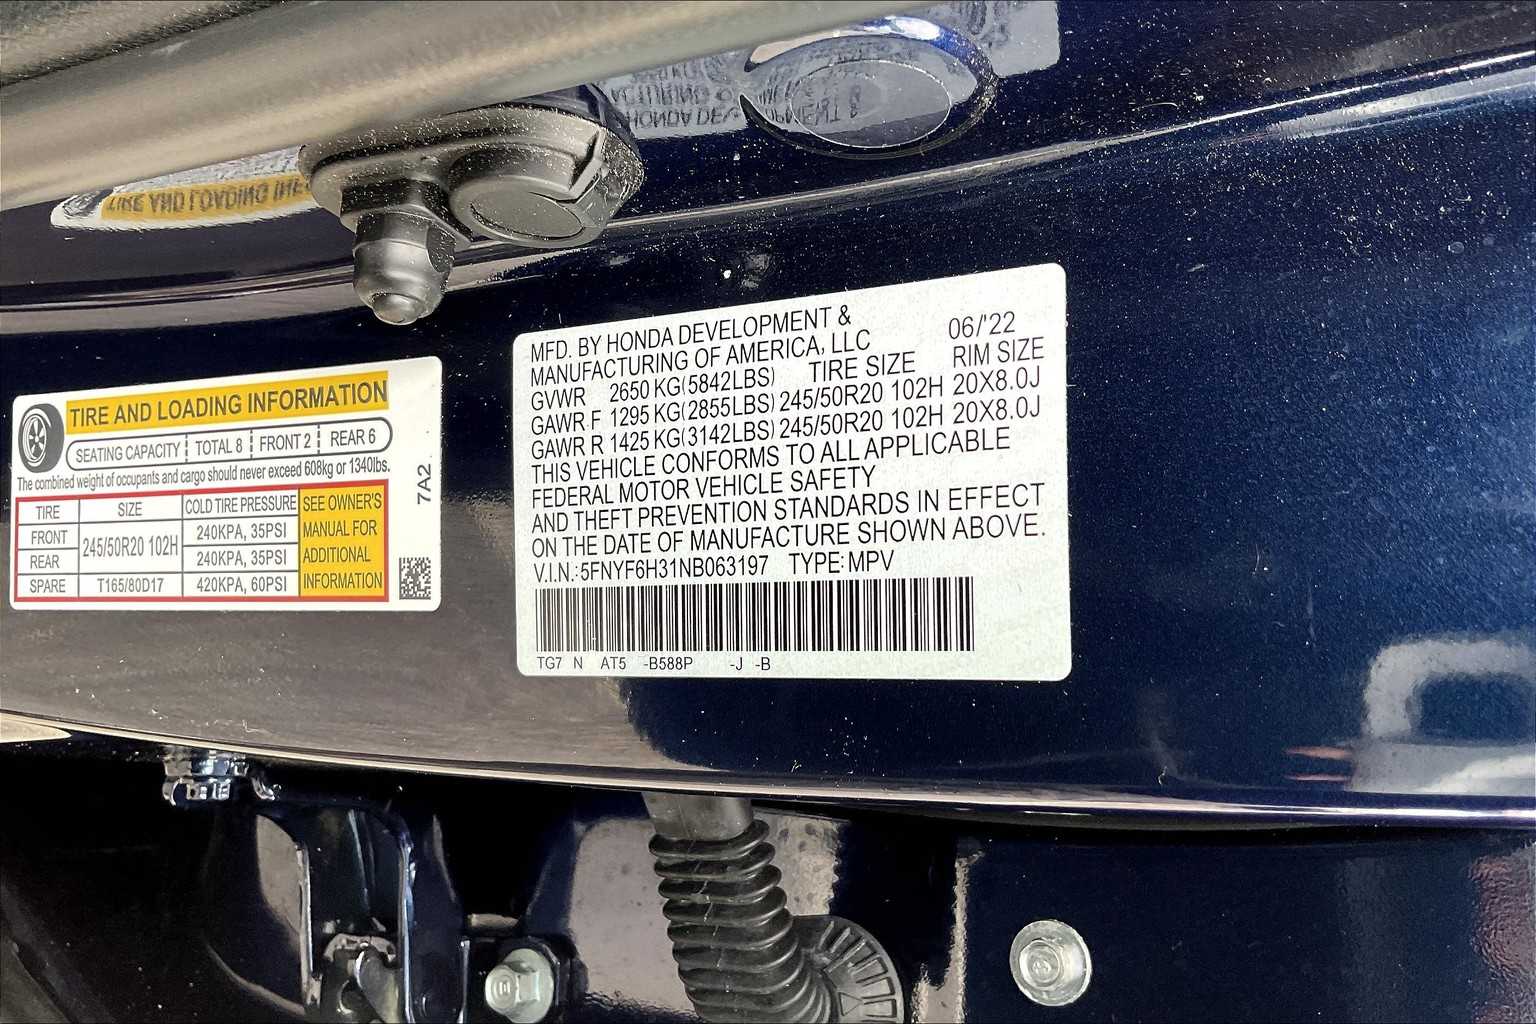 TIRE AND LOADING INFORMATION
SEATING CAPACITY TOTAL 8 FRONT 2 REAR 6
The combined weight of occupants and cargo should never exceed 608kg or 1340lbs.
TIRE SIZE COLD TIRE PRESSURE
FRONT 245/50R20 102H 240KPA, 35PSI
REAR 240KPA, 35PSI
SPARE T165/80D17 420KPA, 60PSI
SEE OWNER'S
MANUAL FOR
ADDITIONAL
INFORMATION
7A2
MFD. BY HONDA DEVELOPMENT &
MANUFACTURING OF AMERICA, LLC 06/'22
GVWR 2650 KG(5842LBS) TIRE SIZE RIM SIZE
GAWR F 1295 KG(2855LBS) 245/50R20 102H 20X8.0J
GAWR R 1425 KG(3142LBS) 245/50R20 102H 20X8.0J
THIS VEHICLE CONFORMS TO ALL APPLICABLE
FEDERAL MOTOR VEHICLE SAFETY
AND THEFT PREVENTION STANDARDS IN EFFECT
ON THE DATE OF MANUFACTURE SHOWN ABOVE.
V.I.N.:5FNYF6H31NB063197 TYPE:MPV
TG7 N AT5 -B588P -J -B